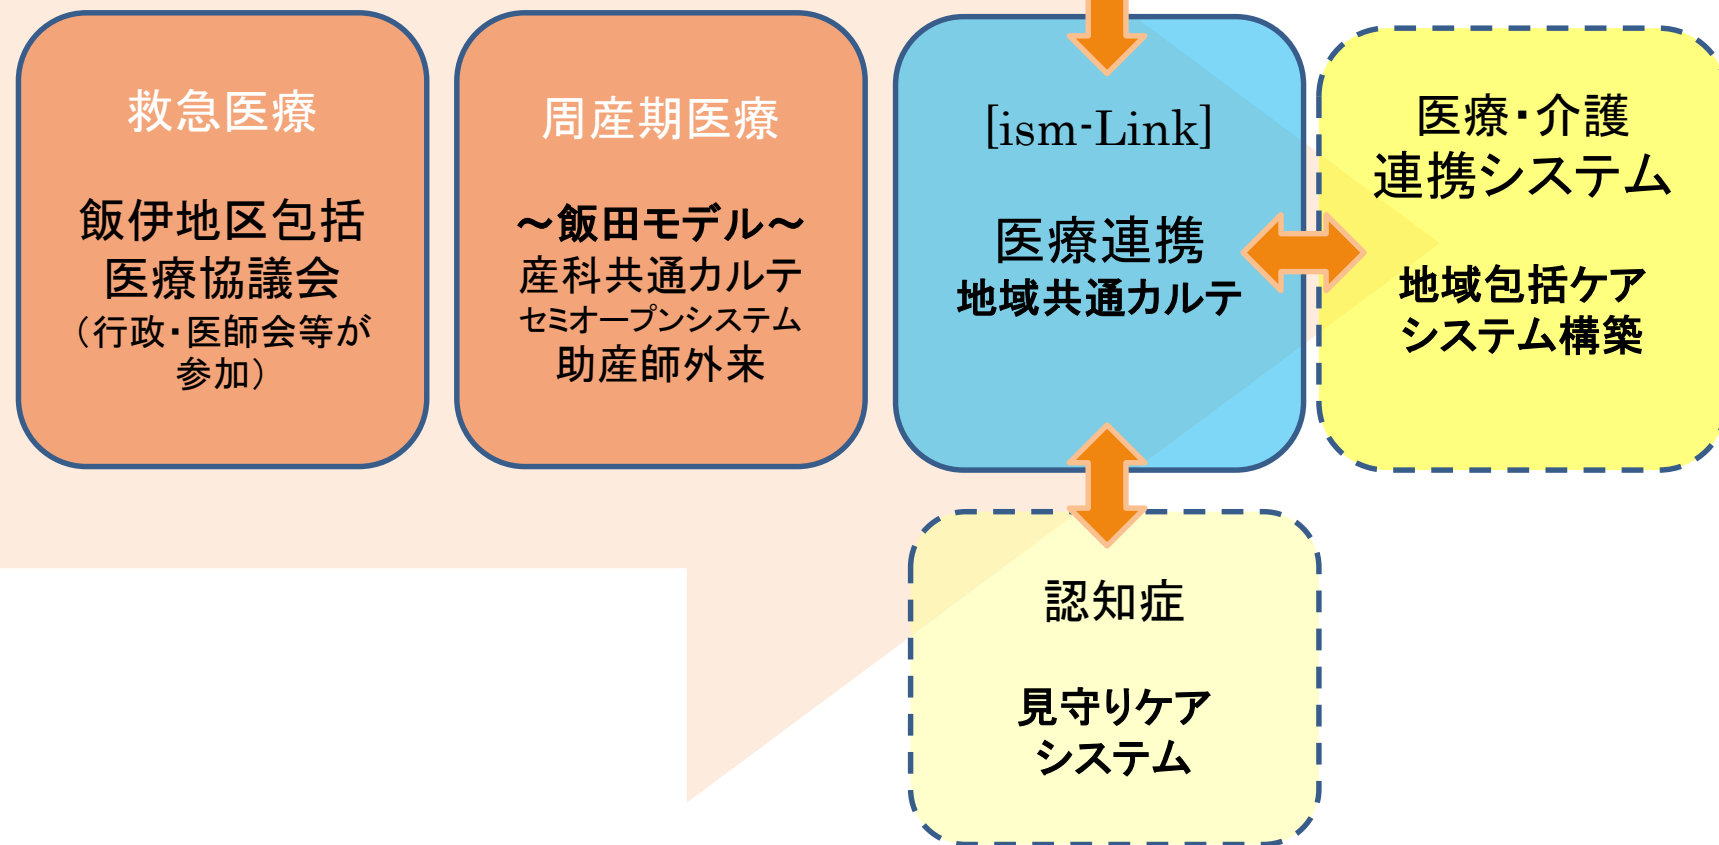 救急医療
飯伊地区包括
医療協議会
（行政・医師会等が
参加）
周産期医療
～飯田モデル～
産科共通カルテ
セミオープンシステム
助産師外来
[ism-Link]
医療連携
地域共通カルテ
医療・介護
連携システム
地域包括ケア
システム構築
認知症
見守りケア
システム